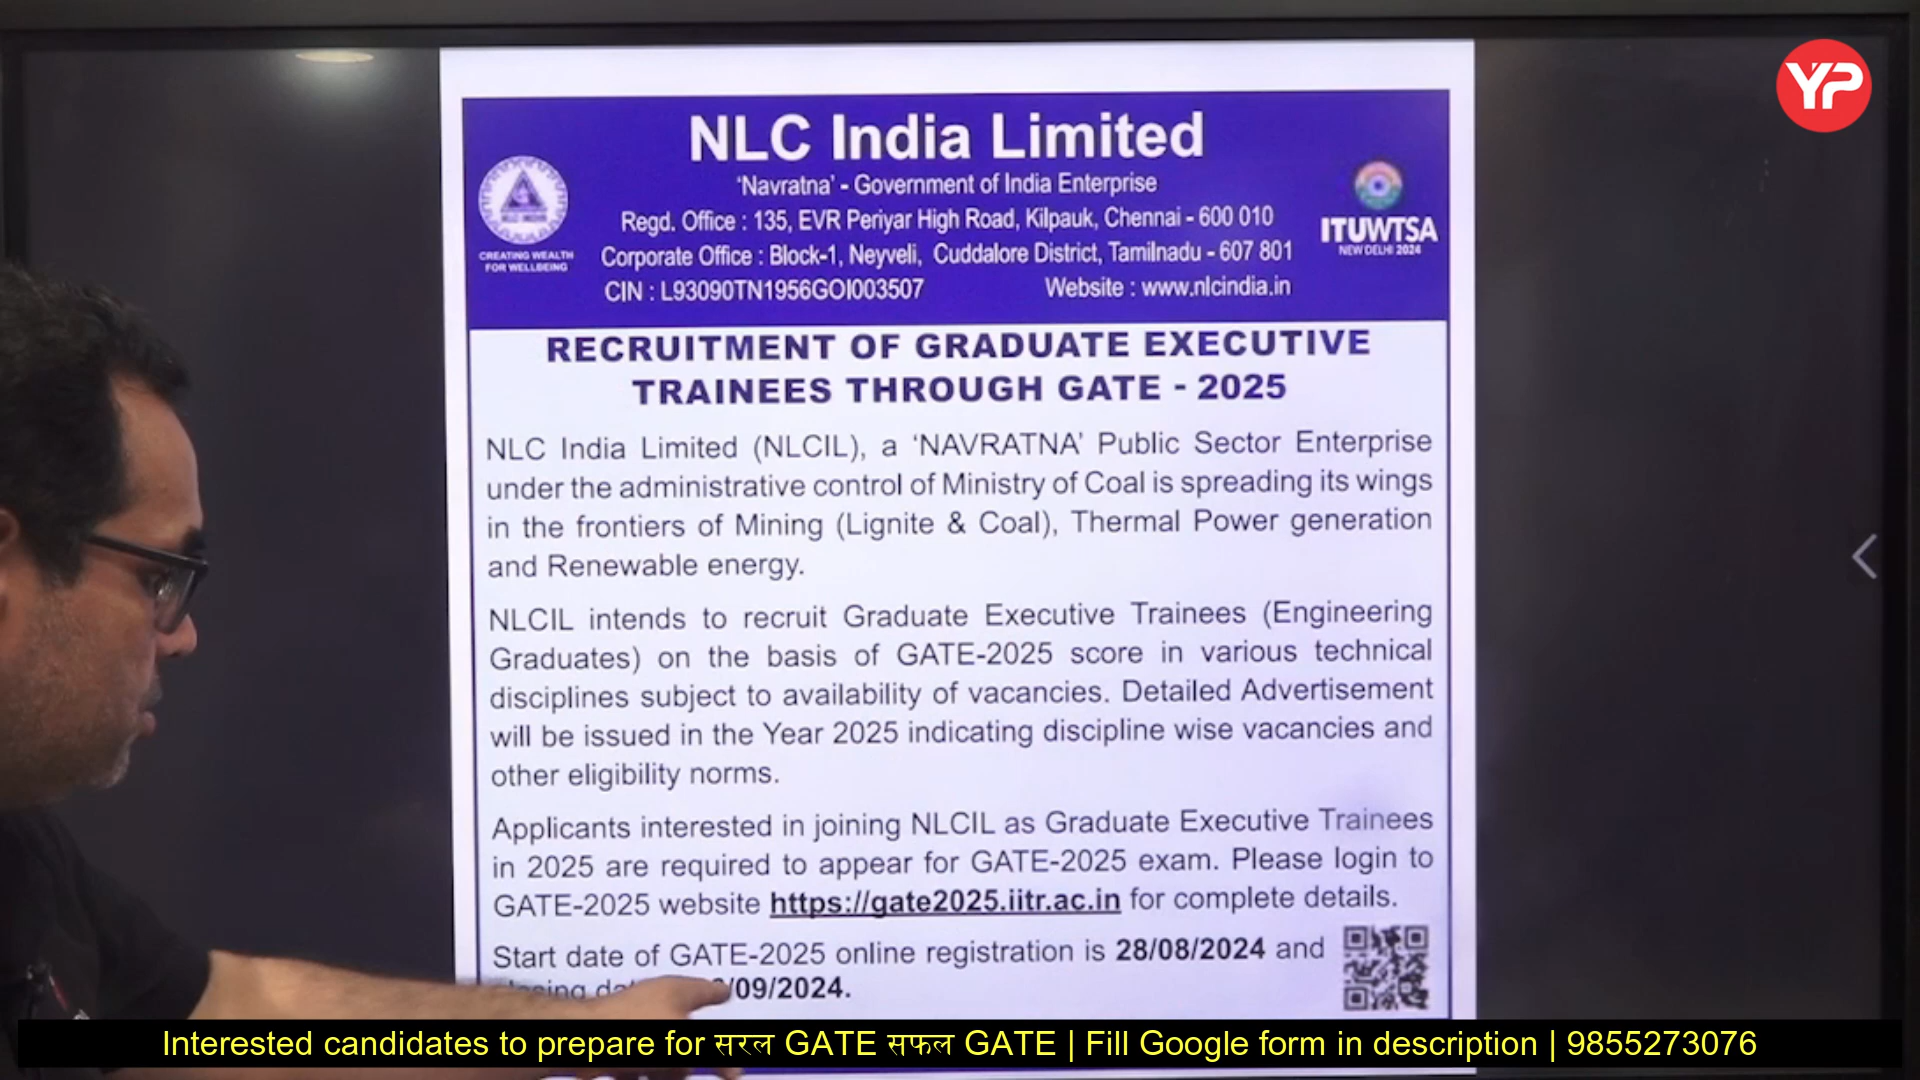 YP
NLC India Limited
'Navratna' - Government of India Enterprise
Regd. Office : 135, EVR Periyar High Road, Kilpauk, Chennai - 600 010
Corporate Office : Block-1, Neyveli, Cuddalore District, Tamilnadu - 607 801
CIN : L93090TN1956GOI003507 Website : www.nlcindia.in
CREATING WEALTH
FOR WELLBEING
ITUWTSA
NEW DELHI 2024
RECRUITMENT OF GRADUATE EXECUTIVE
TRAINEES THROUGH GATE - 2025
NLC India Limited (NLCIL), a 'NAVRATNA' Public Sector Enterprise
under the administrative control of Ministry of Coal is spreading its wings
in the frontiers of Mining (Lignite & Coal), Thermal Power generation
and Renewable energy.
NLCIL intends to recruit Graduate Executive Trainees (Engineering
Graduates) on the basis of GATE-2025 score in various technical
disciplines subject to availability of vacancies. Detailed Advertisement
will be issued in the Year 2025 indicating discipline wise vacancies and
other eligibility norms.
Applicants interested in joining NLCIL as Graduate Executive Trainees
in 2025 are required to appear for GATE-2025 exam. Please login to
GATE-2025 website https://gate2025.iitr.ac.in for complete details.
Start date of GATE-2025 online registration is 28/08/2024 and
/09/2024.
Interested candidates to prepare for सरल GATE सफल GATE | Fill Google form in description | 9855273076